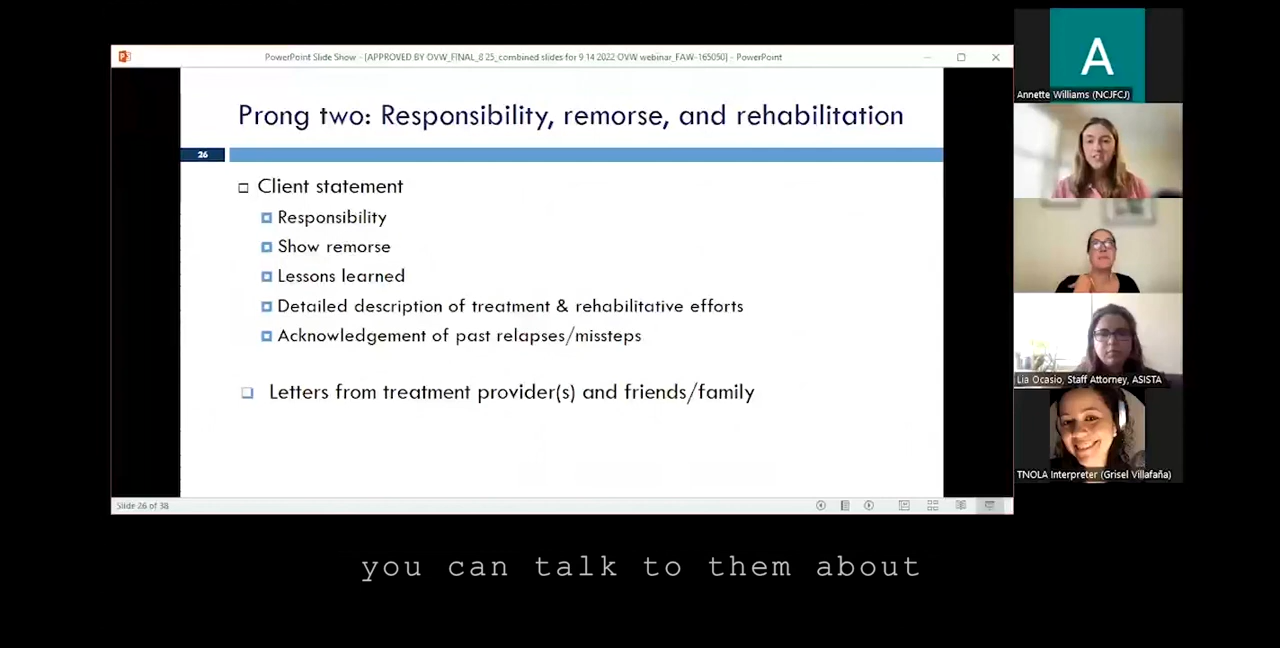 PowerPoint Slide Show - [APPROVED BY OVW_FINAL_8 25_combined slides for 9 14 2022 OVW webinar_FAW-165050] - PowerPoint
A
Annette Williams (NCJFCJ)
Prong two: Responsibility, remorse, and rehabilitation
26
Client statement
Responsibility
Show remorse
Lessons learned
Detailed description of treatment & rehabilitative efforts
Acknowledgement of past relapses/missteps
Letters from treatment provider(s) and friends/family
Lia Ocasio, Staff Attorney, ASISTA
TNOLA Interpreter (Grisel Villafaña)
Slide 26 of 38
you can talk to them about